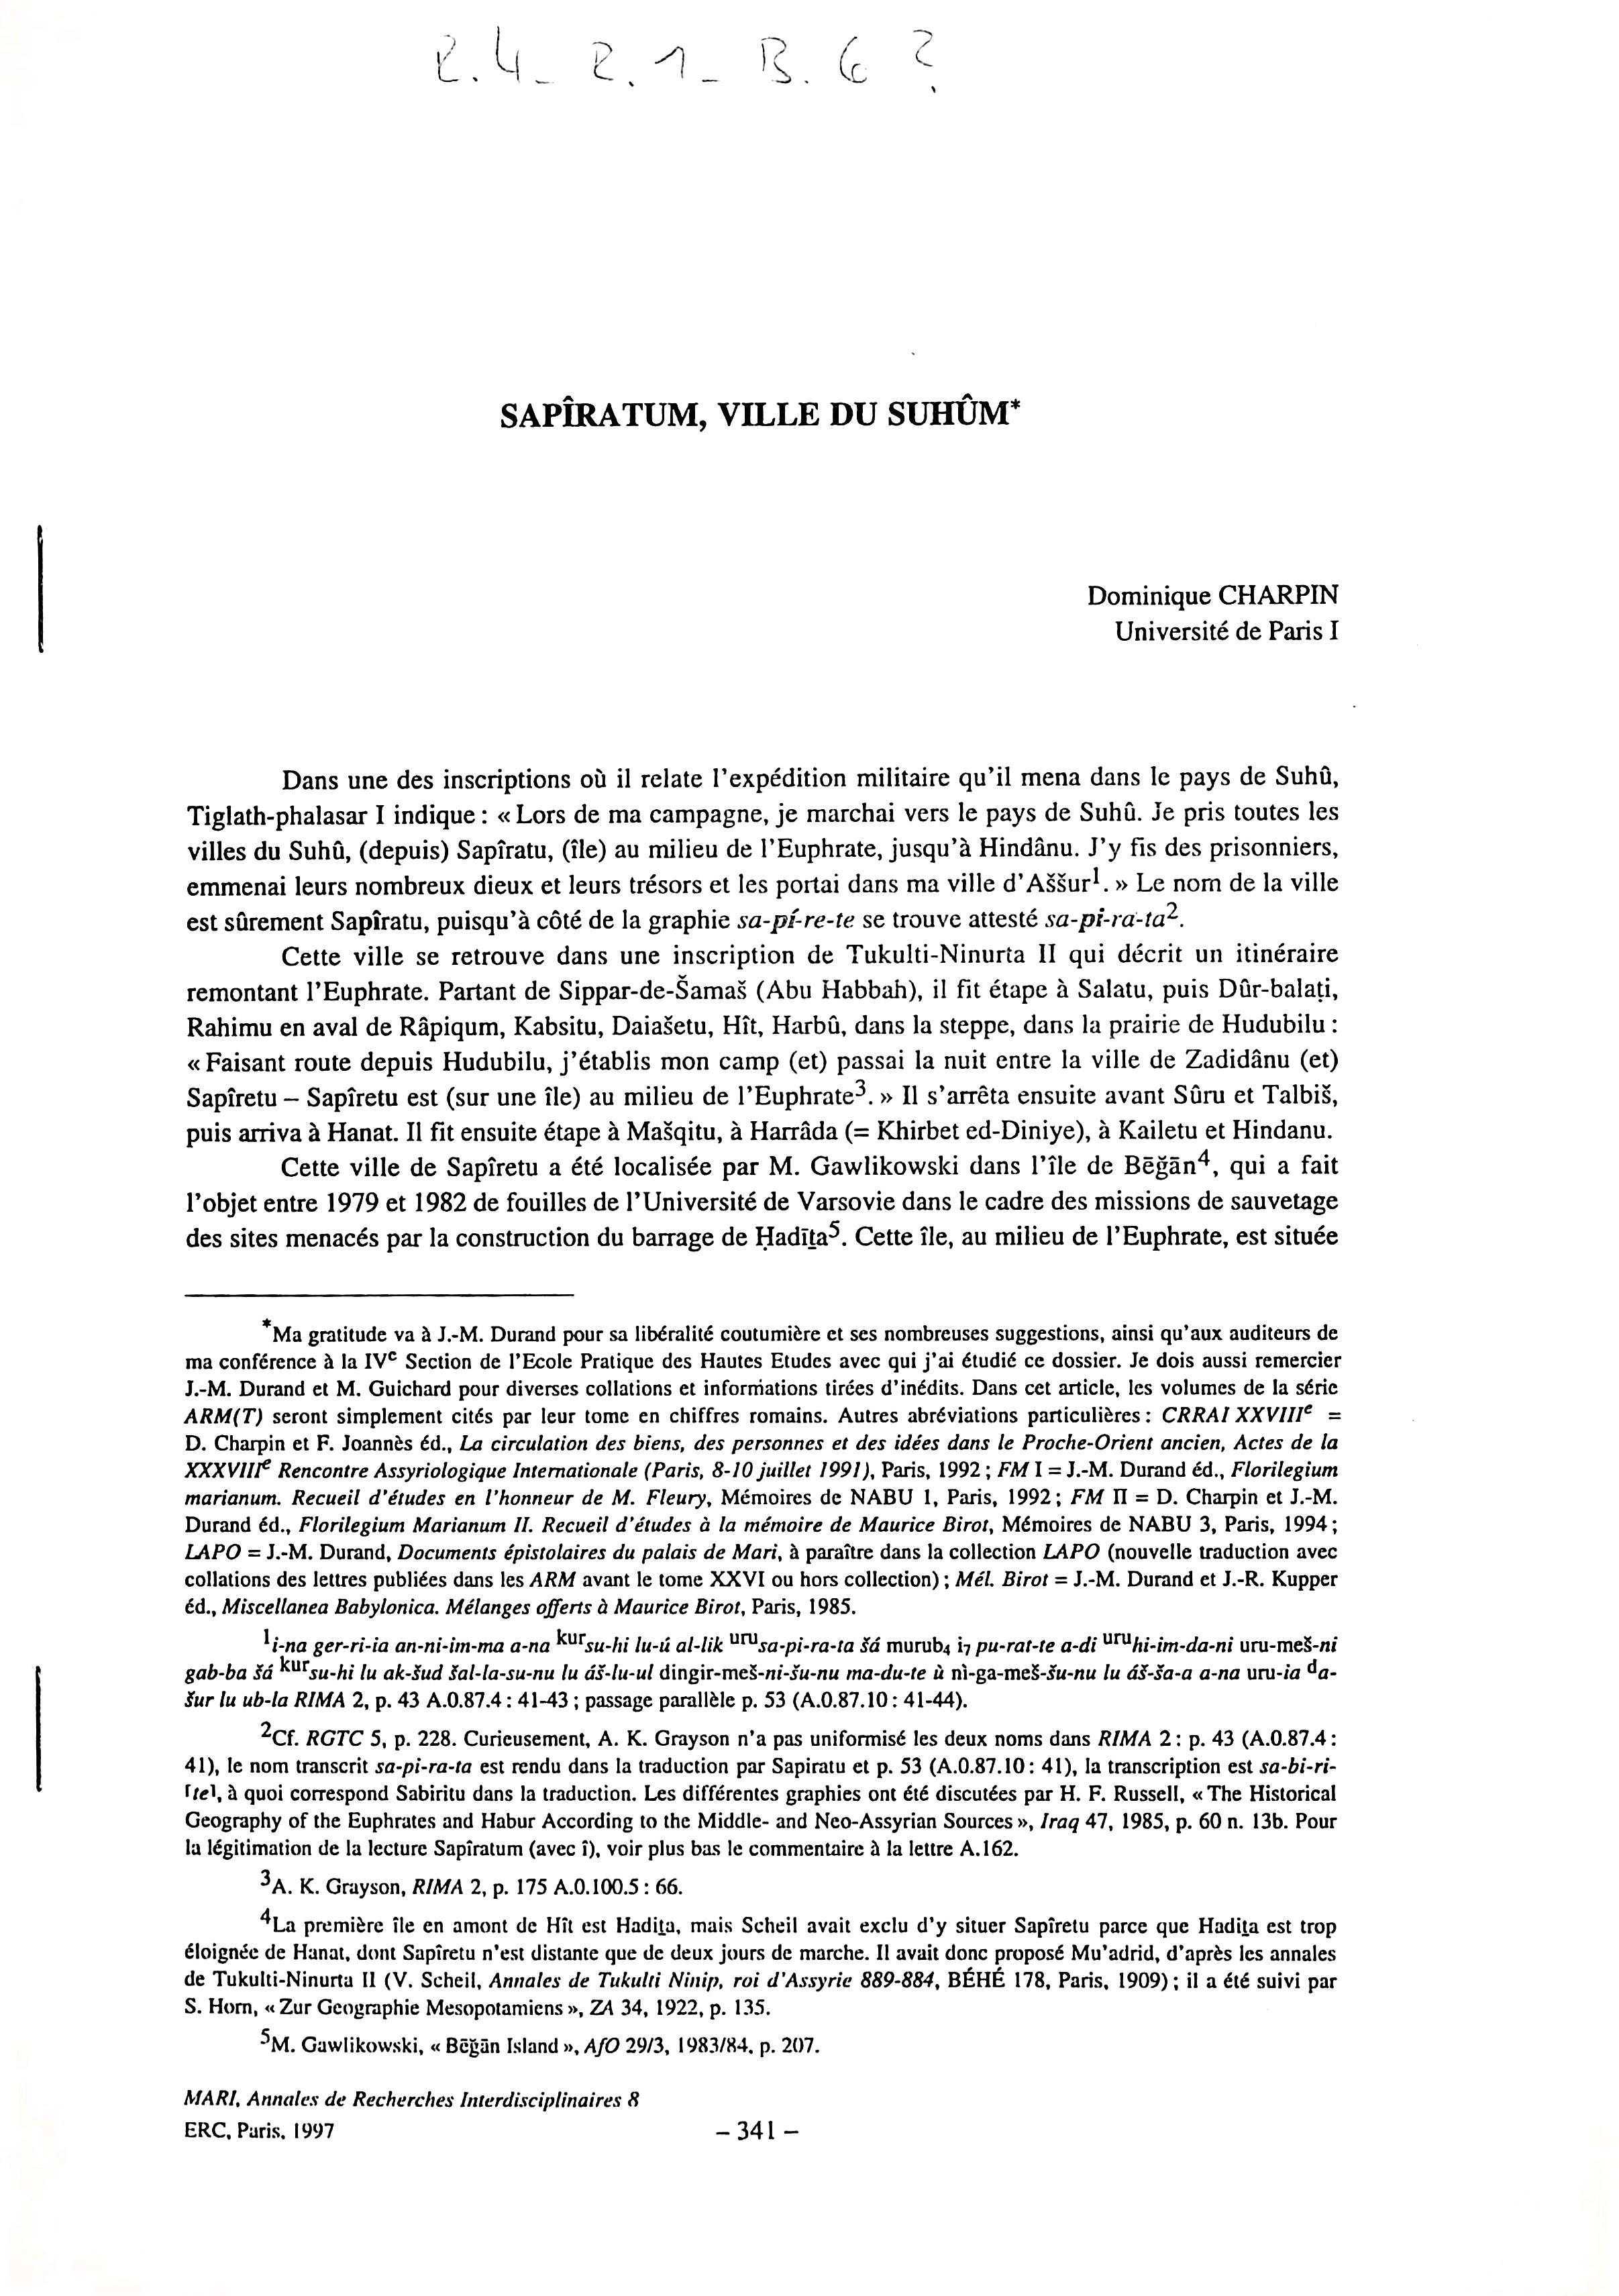 2.4_ 2.1_ B.6 ?
SAPÎRATUM, VILLE DU SUHÛM*
Dominique CHARPIN
Université de Paris I
Dans une des inscriptions où il relate l'expédition militaire qu'il mena dans le pays de Suhû,
Tiglath-phalasar I indique : « Lors de ma campagne, je marchai vers le pays de Suhû. Je pris toutes les
villes du Suhû, (depuis) Sapîratu, (île) au milieu de l'Euphrate, jusqu'à Hindânu. J'y fis des prisonniers,
emmenai leurs nombreux dieux et leurs trésors et les portai dans ma ville d'Aššur¹. » Le nom de la ville
est sûrement Sapîratu, puisqu'à côté de la graphie sa-pí-re-te se trouve attesté sa-pi-ra-ta².
Cette ville se retrouve dans une inscription de Tukulti-Ninurta II qui décrit un itinéraire
remontant l'Euphrate. Partant de Sippar-de-Šamaš (Abu Habbah), il fit étape à Salatu, puis Dûr-balaṭi,
Rahimu en aval de Râpiqum, Kabsitu, Daiašetu, Hît, Harbû, dans la steppe, dans la prairie de Hudubilu :
« Faisant route depuis Hudubilu, j'établis mon camp (et) passai la nuit entre la ville de Zadidânu (et)
Sapîretu – Sapîretu est (sur une île) au milieu de l'Euphrate³. » Il s'arrêta ensuite avant Sûru et Talbiš,
puis arriva à Hanat. Il fit ensuite étape à Mašqitu, à Harrâda (= Khirbet ed-Diniye), à Kailetu et Hindanu.
Cette ville de Sapîretu a été localisée par M. Gawlikowski dans l'île de Bēğān⁴, qui a fait
l'objet entre 1979 et 1982 de fouilles de l'Université de Varsovie dans le cadre des missions de sauvetage
des sites menacés par la construction du barrage de Ḥadīṯa⁵. Cette île, au milieu de l'Euphrate, est située
*Ma gratitude va à J.-M. Durand pour sa libéralité coutumière et ses nombreuses suggestions, ainsi qu'aux auditeurs de
ma conférence à la IVᵉ Section de l'Ecole Pratique des Hautes Etudes avec qui j'ai étudié ce dossier. Je dois aussi remercier
J.-M. Durand et M. Guichard pour diverses collations et informations tirées d'inédits. Dans cet article, les volumes de la série
ARM(T) seront simplement cités par leur tome en chiffres romains. Autres abréviations particulières : CRRAI XXVIIIᵉ =
D. Charpin et F. Joannès éd., La circulation des biens, des personnes et des idées dans le Proche-Orient ancien, Actes de la
XXXVIIIᵉ Rencontre Assyriologique Internationale (Paris, 8-10 juillet 1991), Paris, 1992 ; FM I = J.-M. Durand éd., Florilegium
marianum. Recueil d'études en l'honneur de M. Fleury, Mémoires de NABU 1, Paris, 1992 ; FM II = D. Charpin et J.-M.
Durand éd., Florilegium Marianum II. Recueil d'études à la mémoire de Maurice Birot, Mémoires de NABU 3, Paris, 1994 ;
LAPO = J.-M. Durand, Documents épistolaires du palais de Mari, à paraître dans la collection LAPO (nouvelle traduction avec
collations des lettres publiées dans les ARM avant le tome XXVI ou hors collection) ; Mél. Birot = J.-M. Durand et J.-R. Kupper
éd., Miscellanea Babylonica. Mélanges offerts à Maurice Birot, Paris, 1985.
¹i-na ger-ri-ia an-ni-im-ma a-na ᵏᵘʳsu-hi lu-ú al-lik ᵘʳᵘsa-pi-ra-ta šá murub₄ i₇ pu-rat-te a-di ᵘʳᵘhi-im-da-ni uru-meš-ni
gab-ba šá ᵏᵘʳsu-hi lu ak-šud šal-la-su-nu lu áš-lu-ul dingir-meš-ni-šu-nu ma-du-te ù nì-ga-meš-šu-nu lu áš-ša-a a-na uru-ia ᵈa-
šur lu ub-la RIMA 2, p. 43 A.0.87.4 : 41-43 ; passage parallèle p. 53 (A.0.87.10 : 41-44).
²Cf. RGTC 5, p. 228. Curieusement, A. K. Grayson n'a pas uniformisé les deux noms dans RIMA 2 : p. 43 (A.0.87.4 :
41), le nom transcrit sa-pi-ra-ta est rendu dans la traduction par Sapiratu et p. 53 (A.0.87.10 : 41), la transcription est sa-bi-ri-
⸢te⸣, à quoi correspond Sabiritu dans la traduction. Les différentes graphies ont été discutées par H. F. Russell, « The Historical
Geography of the Euphrates and Habur According to the Middle- and Neo-Assyrian Sources », Iraq 47, 1985, p. 60 n. 13b. Pour
la légitimation de la lecture Sapîratum (avec î), voir plus bas le commentaire à la lettre A.162.
³A. K. Grayson, RIMA 2, p. 175 A.0.100.5 : 66.
⁴La première île en amont de Hît est Hadiṯa, mais Scheil avait exclu d'y situer Sapîretu parce que Hadiṯa est trop
éloignée de Hanat, dont Sapîretu n'est distante que de deux jours de marche. Il avait donc proposé Mu'adrid, d'après les annales
de Tukulti-Ninurta II (V. Scheil, Annales de Tukulti Ninip, roi d'Assyrie 889-884, BÉHÉ 178, Paris, 1909) ; il a été suivi par
S. Horn, « Zur Geographie Mesopotamiens », ZA 34, 1922, p. 135.
⁵M. Gawlikowski, « Bēğān Island », AfO 29/3, 1983/84, p. 207.
MARI, Annales de Recherches Interdisciplinaires 8
ERC, Paris, 1997
– 341 –